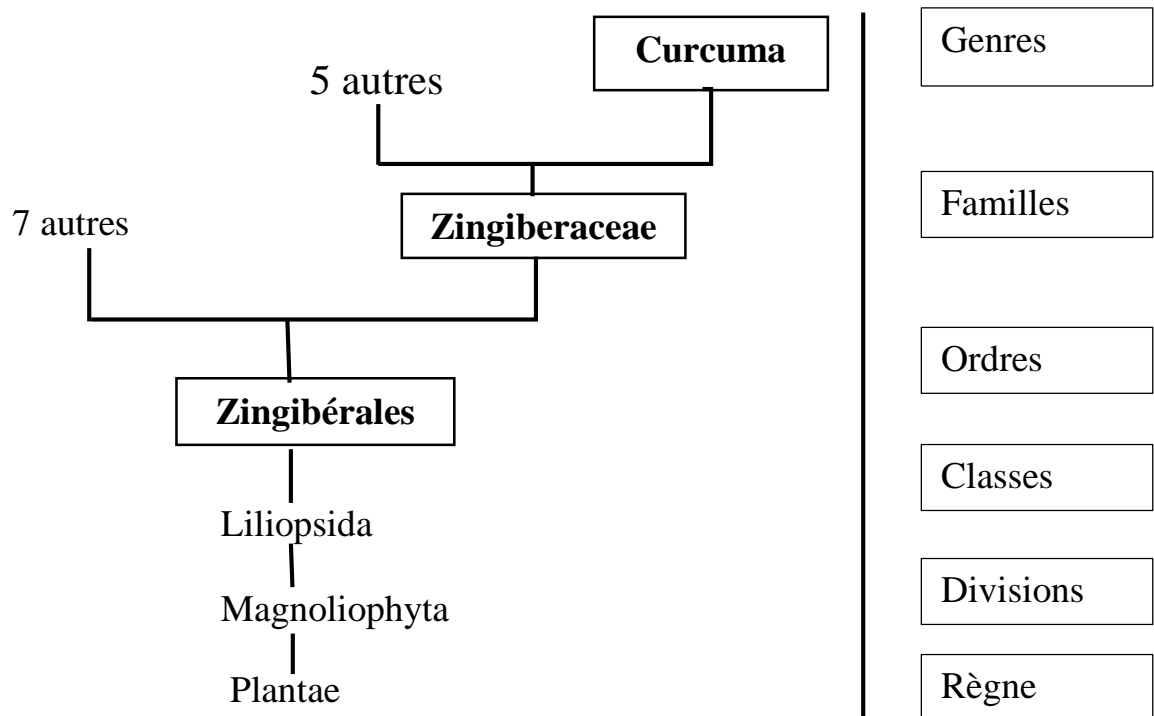 Curcuma
Genres
5 autres
Familles
7 autres
Zingiberaceae
Ordres
Zingibérales
Classes
Liliopsida
Divisions
Magnoliophyta
Règne
Plantae